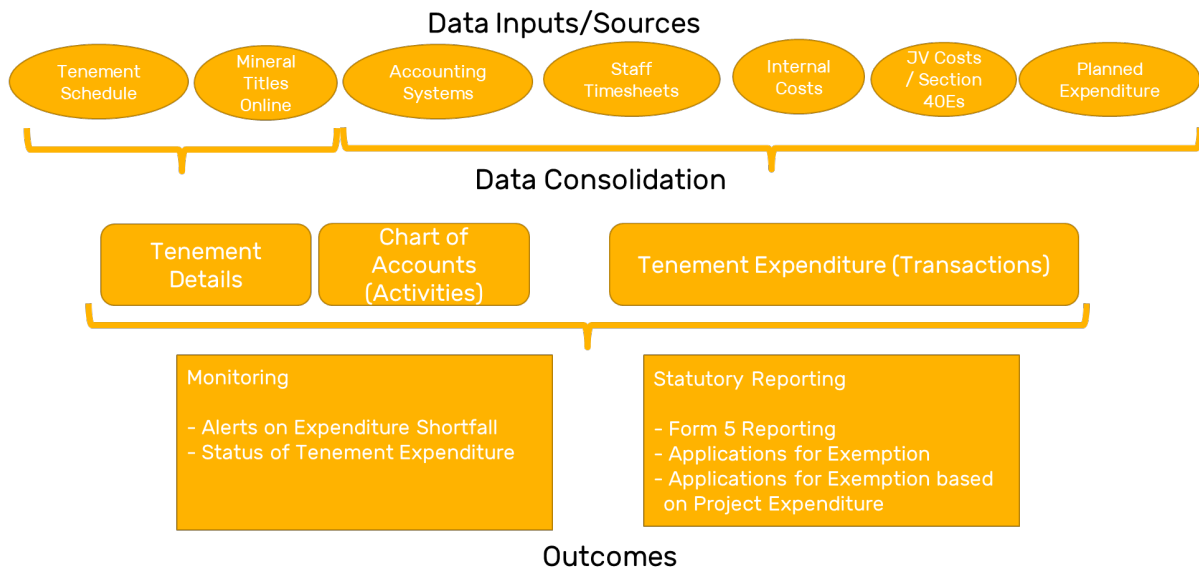 Data Inputs/Sources
Tenement
Schedule
Mineral
Titles
Online
Accounting
Systems
Staff
Timesheets
Internal
Costs
JV Costs
/ Section
40Es
Planned
Expenditure
Data Consolidation
Tenement
Details
Chart of
Accounts
(Activities)
Tenement Expenditure (Transactions)
Monitoring
- Alerts on Expenditure Shortfall
- Status of Tenement Expenditure
Statutory Reporting
- Form 5 Reporting
- Applications for Exemption
- Applications for Exemption based
on Project Expenditure
Outcomes